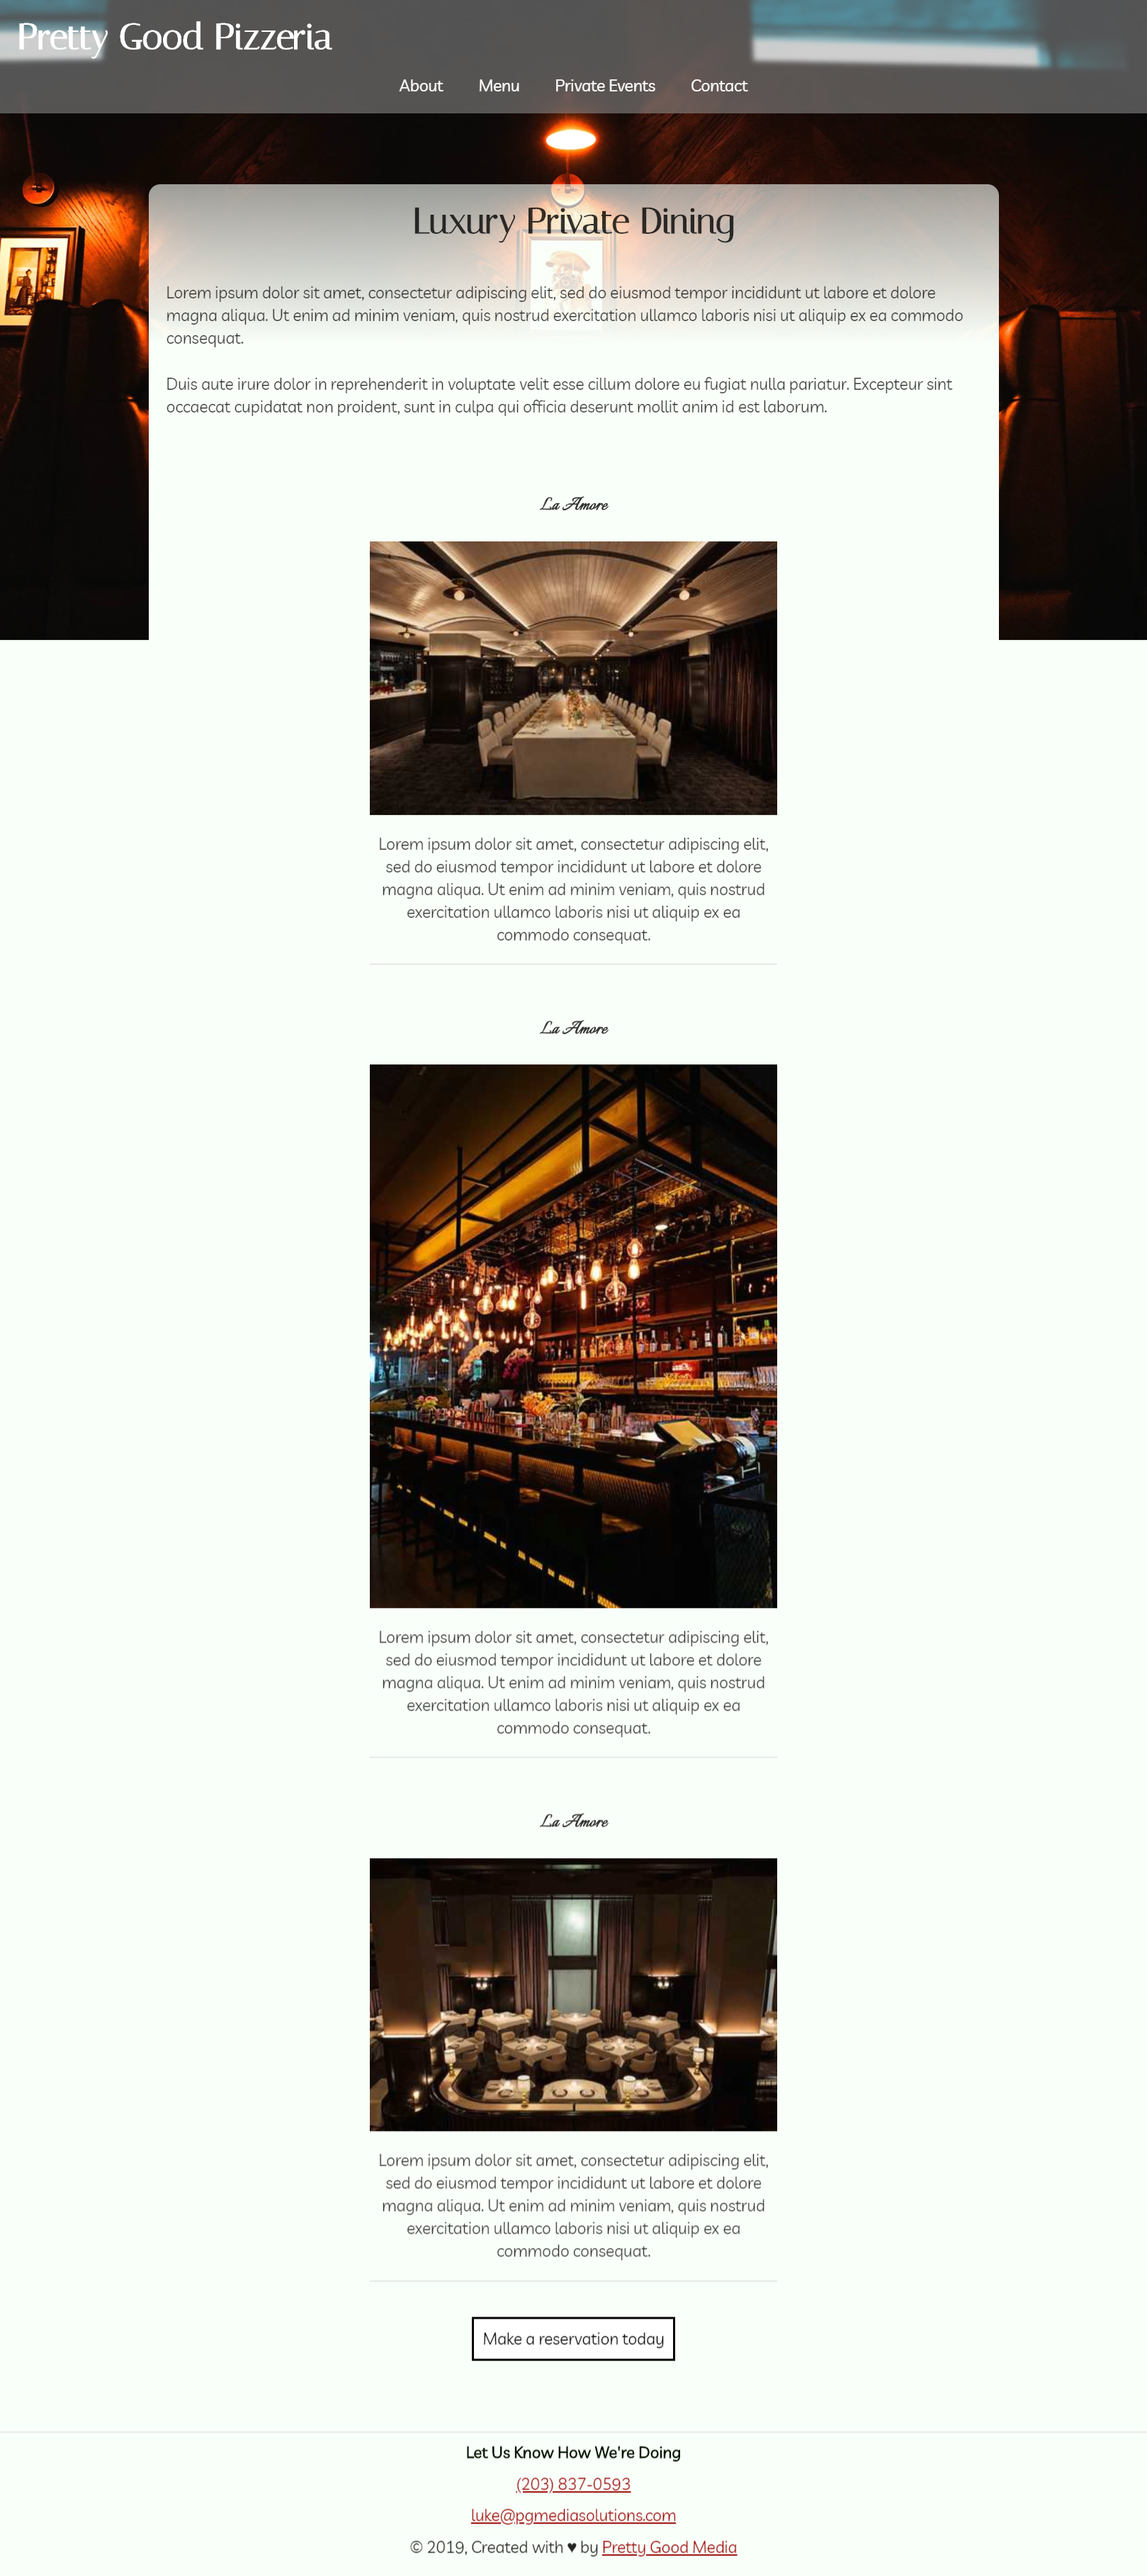 Pretty Good Pizzeria
About Menu Private Events Contact
Luxury Private Dining
Lorem ipsum dolor sit amet, consectetur adipiscing elit, sed do eiusmod tempor incididunt ut labore et dolore
magna aliqua. Ut enim ad minim veniam, quis nostrud exercitation ullamco laboris nisi ut aliquip ex ea commodo
consequat.
Duis aute irure dolor in reprehenderit in voluptate velit esse cillum dolore eu fugiat nulla pariatur. Excepteur sint
occaecat cupidatat non proident, sunt in culpa qui officia deserunt mollit anim id est laborum.
La Amore
Lorem ipsum dolor sit amet, consectetur adipiscing elit,
sed do eiusmod tempor incididunt ut labore et dolore
magna aliqua. Ut enim ad minim veniam, quis nostrud
exercitation ullamco laboris nisi ut aliquip ex ea
commodo consequat.
La Amore
Lorem ipsum dolor sit amet, consectetur adipiscing elit,
sed do eiusmod tempor incididunt ut labore et dolore
magna aliqua. Ut enim ad minim veniam, quis nostrud
exercitation ullamco laboris nisi ut aliquip ex ea
commodo consequat.
La Amore
Lorem ipsum dolor sit amet, consectetur adipiscing elit,
sed do eiusmod tempor incididunt ut labore et dolore
magna aliqua. Ut enim ad minim veniam, quis nostrud
exercitation ullamco laboris nisi ut aliquip ex ea
commodo consequat.
Make a reservation today
Let Us Know How We're Doing
(203) 837-0593
luke@pgmediasolutions.com
© 2019, Created with ♥ by Pretty Good Media